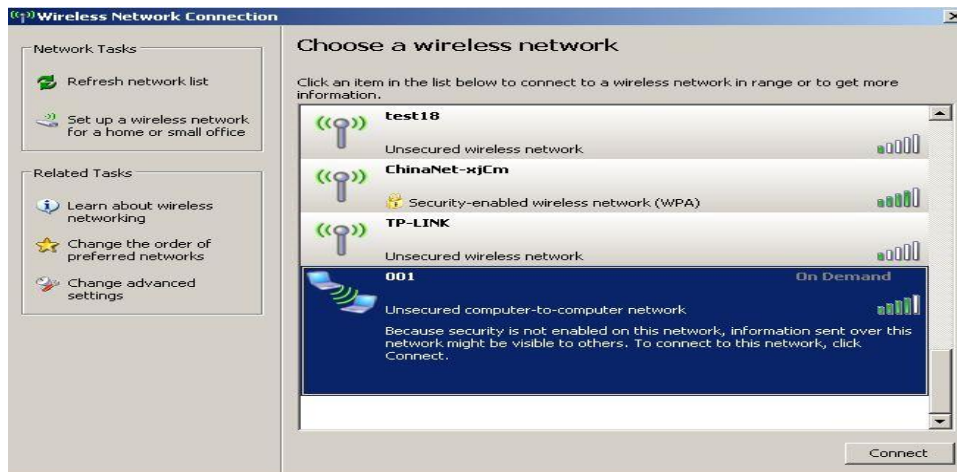 Wireless Network Connection
Network Tasks
Refresh network list
Set up a wireless network
for a home or small office
Related Tasks
Learn about wireless
networking
Change the order of
preferred networks
Change advanced
settings
Choose a wireless network
Click an item in the list below to connect to a wireless network in range or to get more
information.
test18
Unsecured wireless network
ChinaNet-xjCm
Security-enabled wireless network (WPA)
TP-LINK
Unsecured wireless network
001 On Demand
Unsecured computer-to-computer network
Because security is not enabled on this network, information sent over this
network might be visible to others. To connect to this network, click
Connect.
Connect